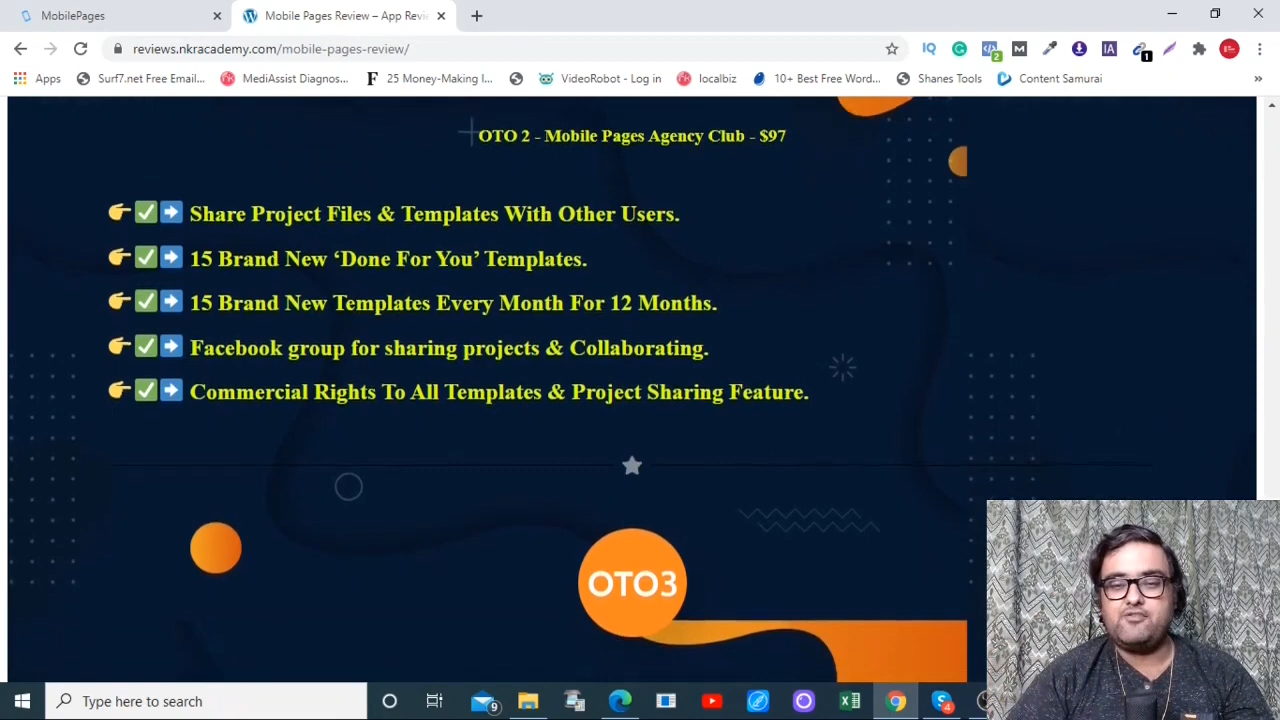 MobilePages
Mobile Pages Review – App Revi
reviews.nkracademy.com/mobile-pages-review/
Apps
Surf7.net Free Email...
MediAssist Diagnos...
25 Money-Making I...
VideoRobot - Log in
localbiz
10+ Best Free Word...
Shanes Tools
Content Samurai
OTO 2 - Mobile Pages Agency Club - $97
Share Project Files & Templates With Other Users.
15 Brand New ‘Done For You’ Templates.
15 Brand New Templates Every Month For 12 Months.
Facebook group for sharing projects & Collaborating.
Commercial Rights To All Templates & Project Sharing Feature.
OTO3
Type here to search